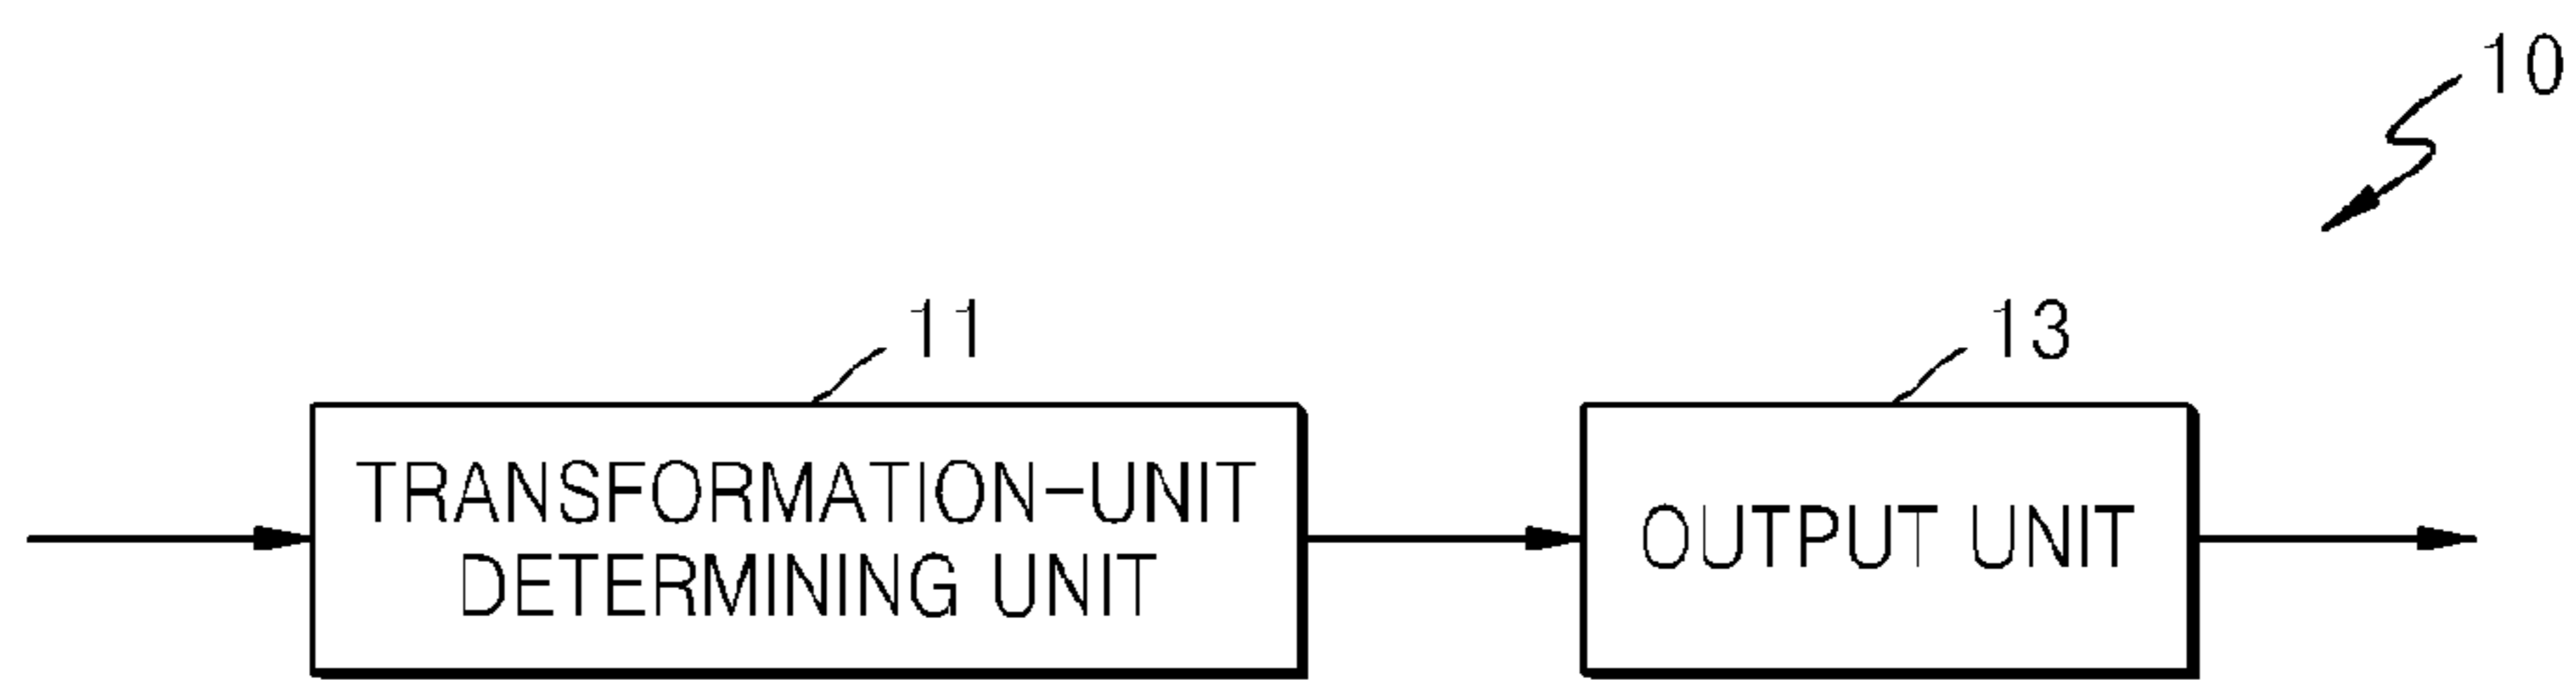 10
11
13
TRANSFORMATION-UNIT
DETERMINING UNIT
OUTPUT UNIT